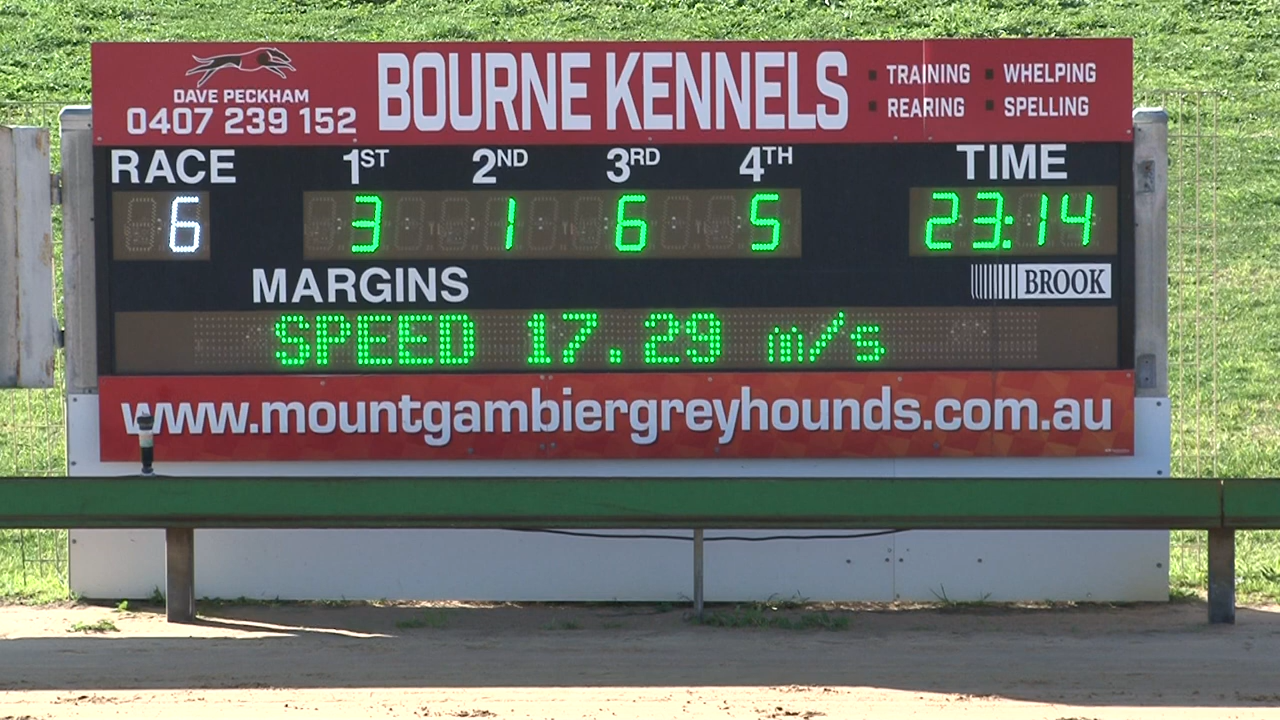 DAVE PECKHAM
0407 239 152
BOURNE KENNELS
TRAINING WHELPING
REARING SPELLING
RACE 1ST 2ND 3RD 4TH TIME
6 3 1 6 5 23:14
MARGINS BROOK
SPEED 17.29 m/s
www.mountgambiergreyhounds.com.au